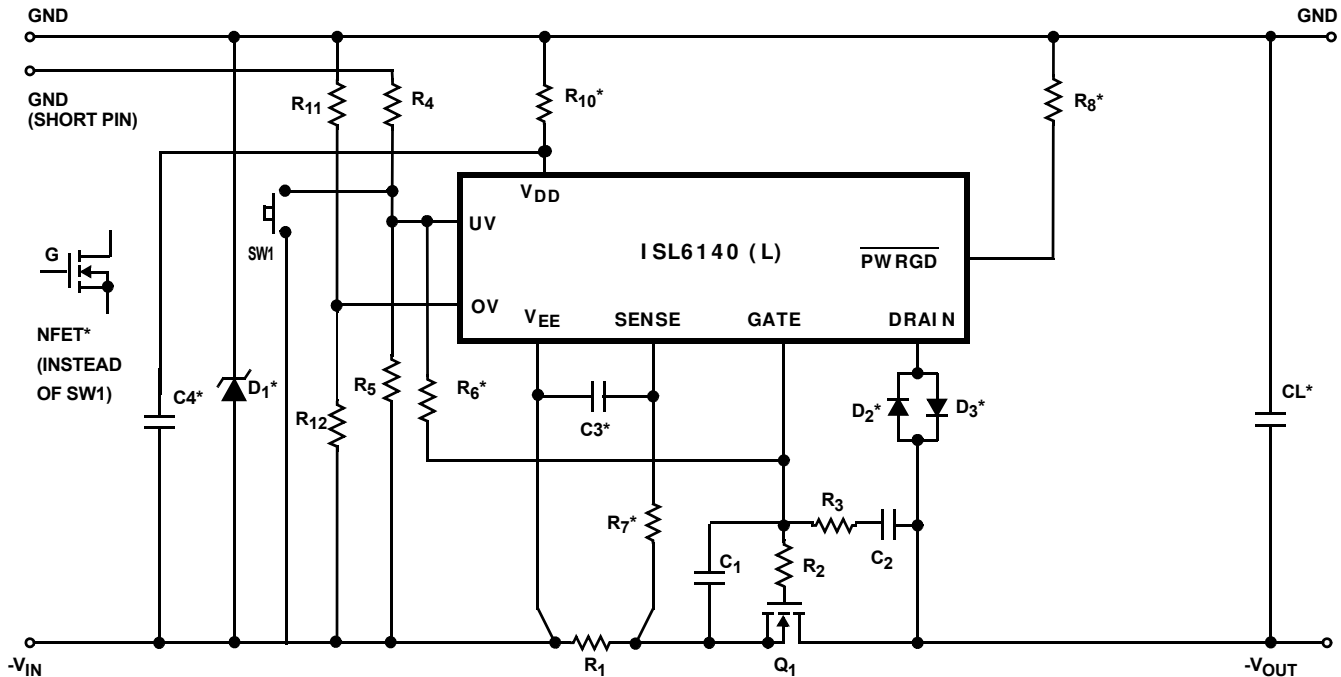 GND
GND
GND
(SHORT PIN)
R11
R4
R10*
R8*
VDD
UV
ISL6140 (L)
PWRGD
OV
VEE
SENSE
GATE
DRAIN
SW1
G
NFET*
(INSTEAD
OF SW1)
C4*
D1*
R12
R5
R6*
C3*
D2*
D3*
CL*
R7*
R3
C1
R2
C2
-VIN
R1
Q1
-VOUT